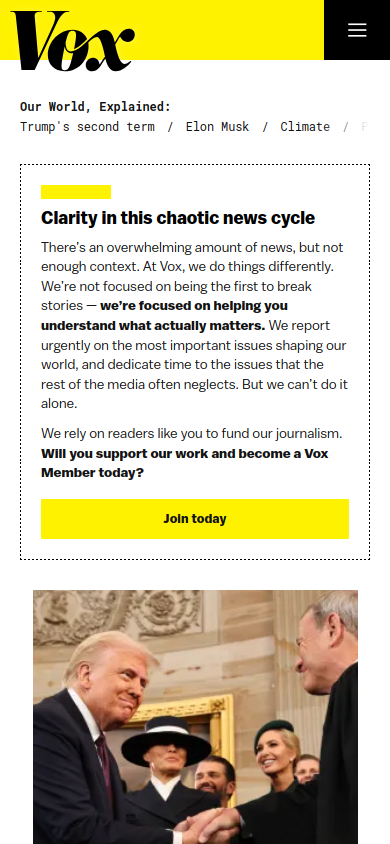 Vox
Our World, Explained:
Trump's second term / Elon Musk / Climate /
Clarity in this chaotic news cycle
There's an overwhelming amount of news, but not
enough context. At Vox, we do things differently.
We're not focused on being the first to break
stories — we're focused on helping you
understand what actually matters. We report
urgently on the most important issues shaping our
world, and dedicate time to the issues that the
rest of the media often neglects. But we can't do it
alone.
We rely on readers like you to fund our journalism.
Will you support our work and become a Vox
Member today?
Join today